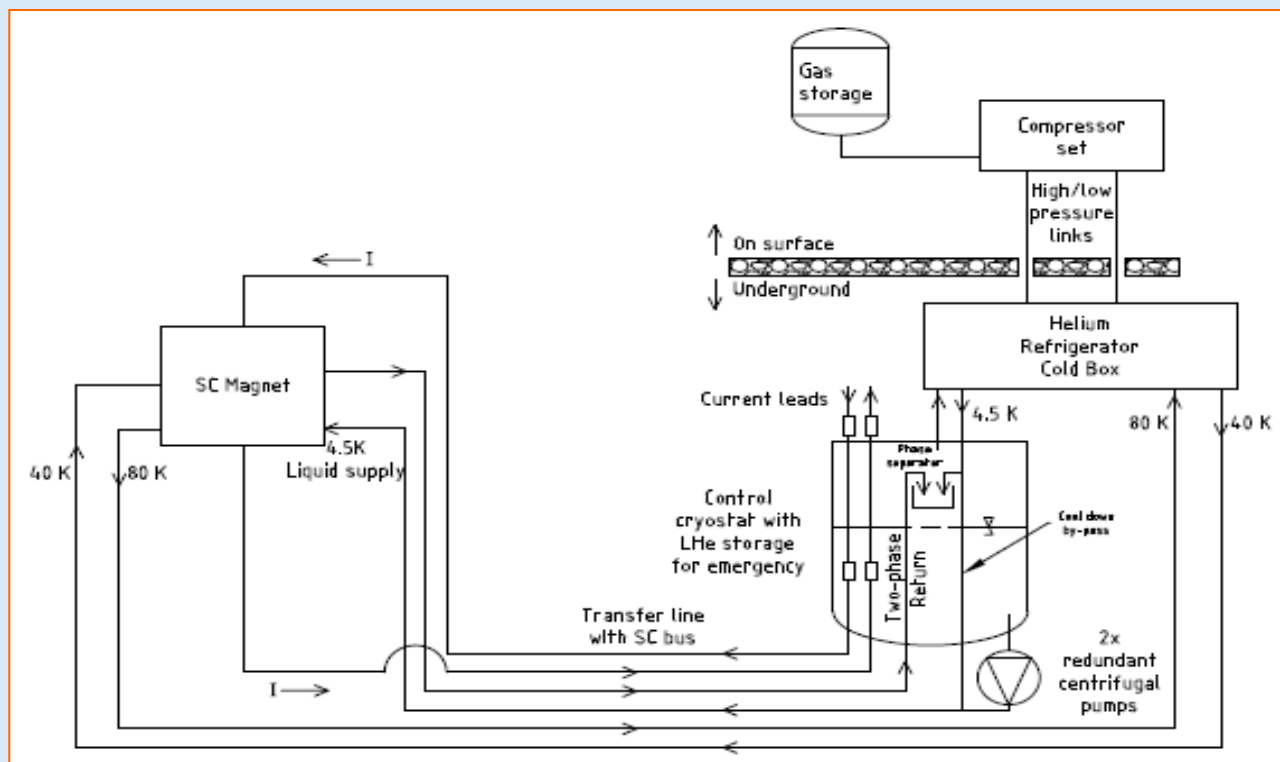 Gas
storage
Compressor
set
High/low
pressure
links
On surface
Underground
I
Helium
Refrigerator
Cold Box
SC Magnet
Current leads
4.5 K
80 K
40 K
4.5K
Liquid supply
40 K
80 K
Phase
separator
Control
cryostat with
LHe storage
for emergency
Cool down
by-pass
Two-phase
Return
Transfer line
with SC bus
2x
redundant
centrifugal
pumps
I